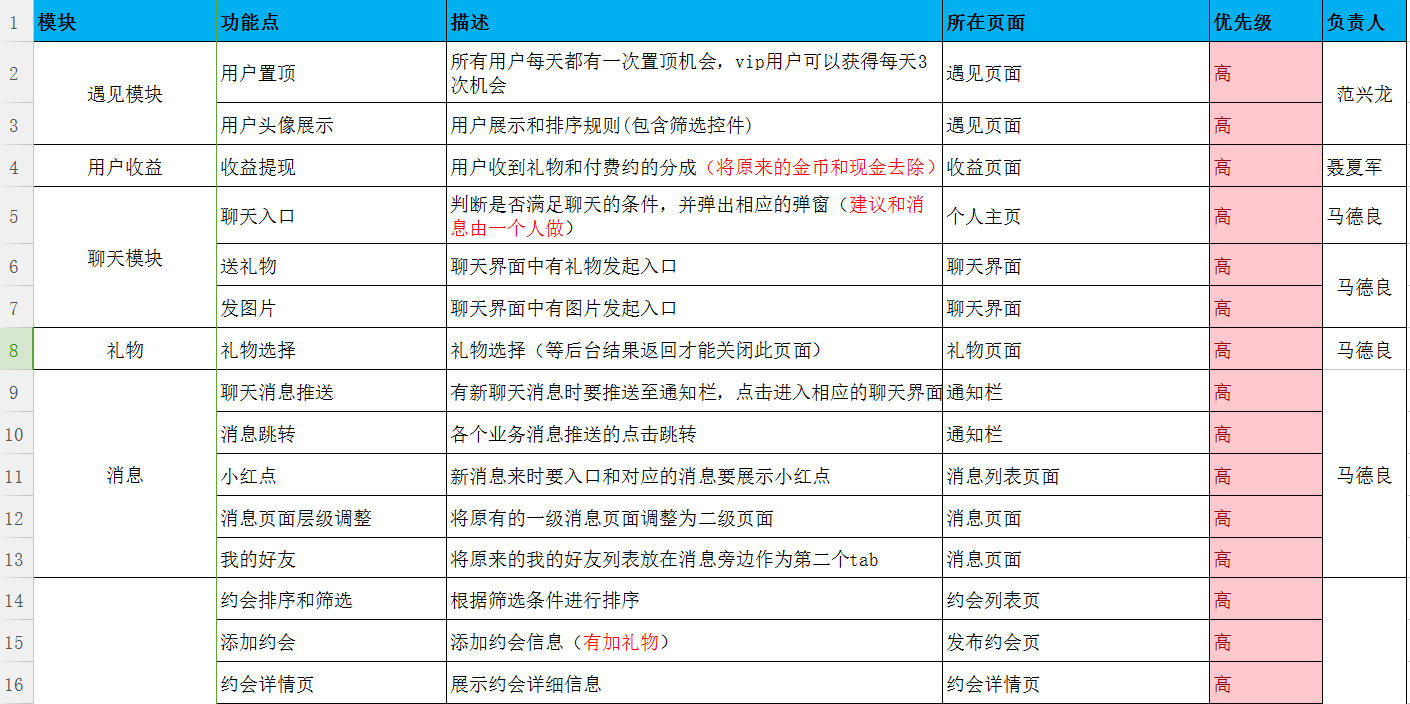 1 模块 功能点 描述 所在页面 优先级 负责人
2 用户置顶 所有用户每天都有一次置顶机会，vip用户可以获得每天3 遇见页面 高
次机会
遇见模块 范兴龙
3 用户头像展示 用户展示和排序规则(包含筛选控件) 遇见页面 高
4 用户收益 收益提现 用户收到礼物和付费约的分成（将原来的金币和现金去除） 收益页面 高 聂夏军
5 聊天入口 判断是否满足聊天的条件，并弹出相应的弹窗（建议和消 个人主页 高 马德良
息由一个人做）
聊天模块
6 送礼物 聊天界面中有礼物发起入口 聊天界面 高
马德良
7 发图片 聊天界面中有图片发起入口 聊天界面 高
8 礼物 礼物选择 礼物选择（等后台结果返回才能关闭此页面） 礼物页面 高 马德良
9 聊天消息推送 有新聊天消息时要推送至通知栏，点击进入相应的聊天界面 通知栏 高
10 消息跳转 各个业务消息推送的点击跳转 通知栏 高
11 消息 小红点 新消息来时要入口和对应的消息要展示小红点 消息列表页面 高 马德良
12 消息页面层级调整 将原有的一级消息页面调整为二级页面 消息页面 高
13 我的好友 将原来的我的好友列表放在消息旁边作为第二个tab 消息页面 高
14 约会排序和筛选 根据筛选条件进行排序 约会列表页 高
15 添加约会 添加约会信息（有加礼物） 发布约会页 高
16 约会详情页 展示约会详细信息 约会详情页 高